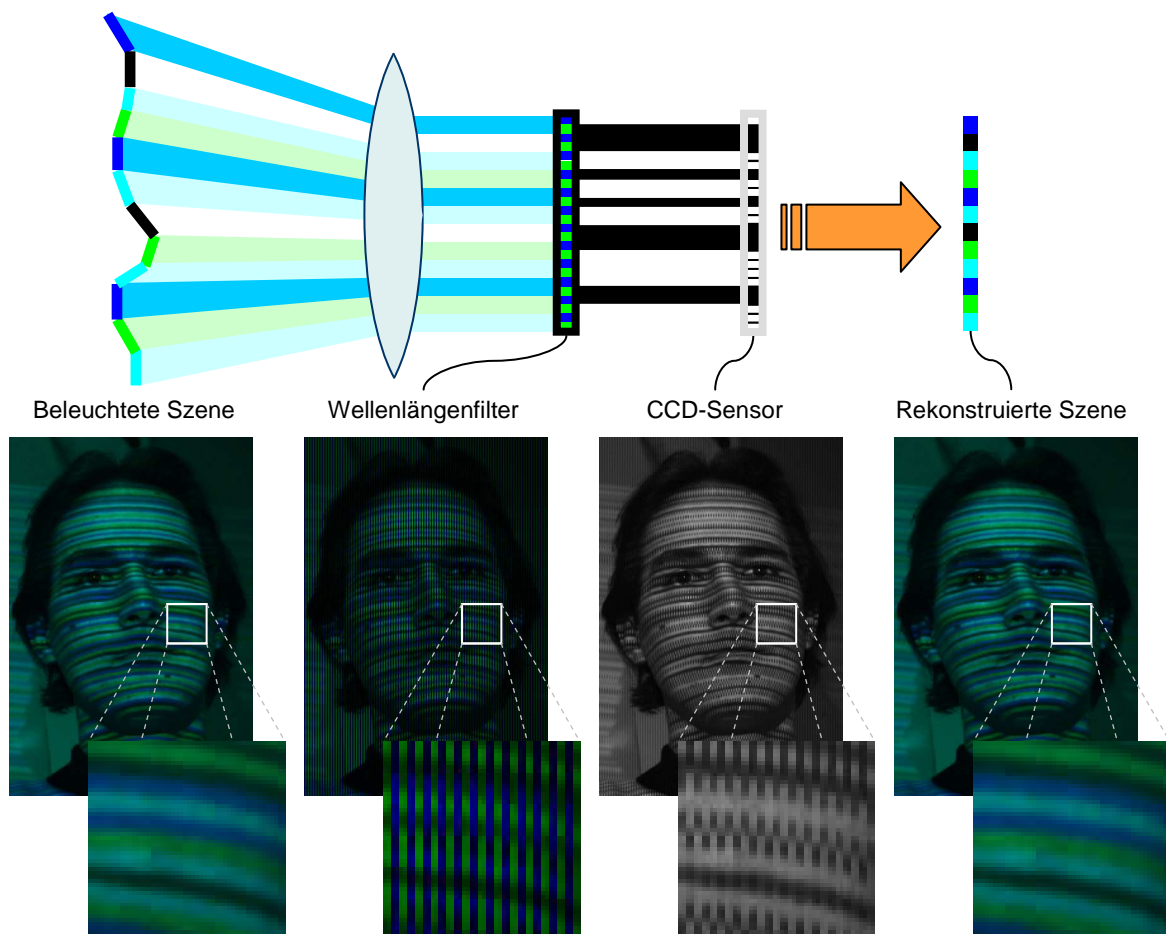 Beleuchtete Szene
Wellenlängenfilter
CCD-Sensor
Rekonstruierte Szene